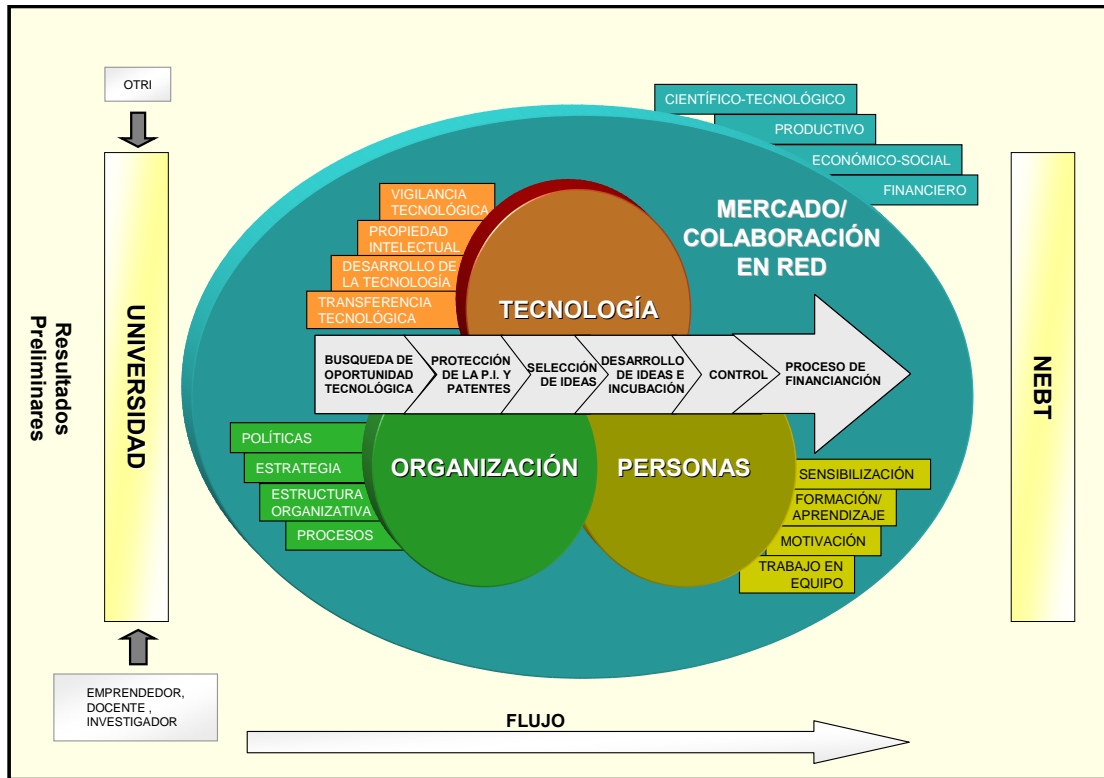 OTRI
Resultados
Preliminares
UNIVERSIDAD
EMPRENDEDOR,
DOCENTE ,
INVESTIGADOR
CIENTÍFICO-TECNOLÓGICO
PRODUCTIVO
ECONÓMICO-SOCIAL
FINANCIERO
MERCADO/
COLABORACIÓN
EN RED
VIGILANCIA
TECNOLÓGICA
PROPIEDAD
INTELECTUAL
DESARROLLO DE
LA TECNOLOGÍA
TRANSFERENCIA
TECNOLÓGICA
TECNOLOGÍA
BUSQUEDA DE
OPORTUNIDAD
TECNOLÓGICA
PROTECCIÓN
DE LA P.I. Y
PATENTES
SELECCIÓN
DE IDEAS
DESARROLLO
DE IDEAS E
INCUBACIÓN
CONTROL
PROCESO DE
FINANCIANCIÓN
POLÍTICAS
ESTRATEGIA
ESTRUCTURA
ORGANIZATIVA
PROCESOS
ORGANIZACIÓN
PERSONAS
SENSIBILIZACIÓN
FORMACIÓN/
APRENDIZAJE
MOTIVACIÓN
TRABAJO EN
EQUIPO
NEBT
FLUJO